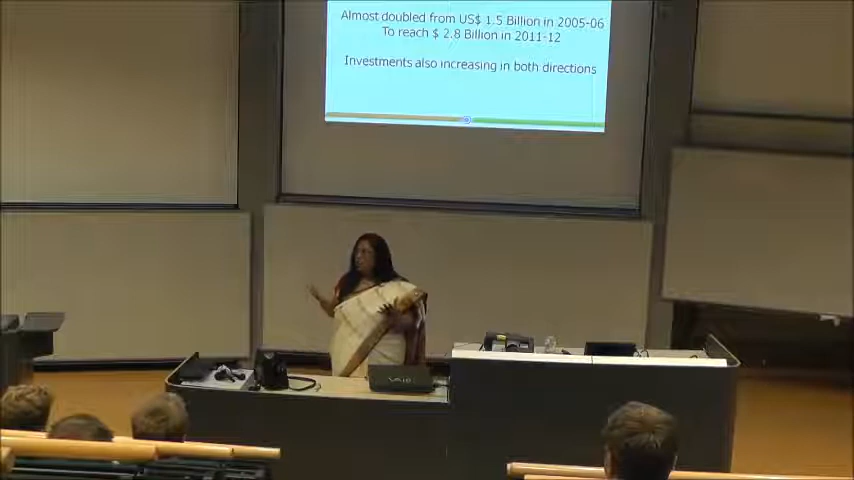 Almost doubled from US$ 1.5 Billion in 2005-06
To reach $ 2.8 Billion in 2011-12
Investments also increasing in both directions
VAIO